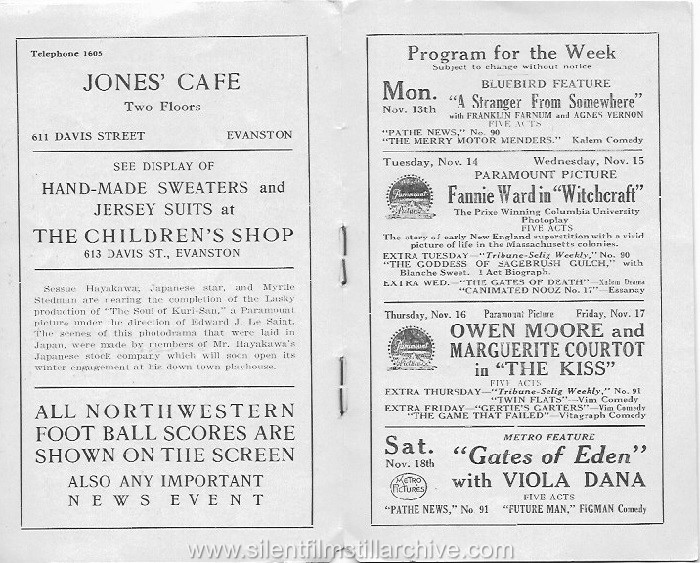 Telephone 1605
JONES' CAFE
Two Floors
611 DAVIS STREET EVANSTON
SEE DISPLAY OF
HAND-MADE SWEATERS and
JERSEY SUITS at
THE CHILDREN'S SHOP
613 DAVIS ST., EVANSTON
Sessue Hayakawa, Japanese star, and Myrtle
Stedman are nearing the completion of the Lasky
production of "The Soul of Kuri-San," a Paramount
picture under the direction of Edward J. Le Saint.
The scenes of this photodrama that were laid in
Japan, were made by members of Mr. Hayakawa's
Japanese stock company which will soon open its
winter engagement at his down town playhouse.
ALL NORTHWESTERN
FOOT BALL SCORES ARE
SHOWN ON THE SCREEN
ALSO ANY IMPORTANT
NEWS EVENT
Program for the Week
Subject to change without notice
Mon.
Nov. 13th
BLUEBIRD FEATURE
"A Stranger From Somewhere"
with FRANKLIN FARNUM and AGNES VERNON
FIVE ACTS
"PATHE NEWS," No. 90
"THE MERRY MOTOR MENDERS." Kalem Comedy
Tuesday, Nov. 14 Wednesday, Nov. 15
PARAMOUNT PICTURE
Paramount Pictures
Fannie Ward in "Witchcraft"
The Prize Winning Columbia University
Photoplay
FIVE ACTS
The story of early New England superstition with a vivid
picture of life in the Massachusetts colonies.
EXTRA TUESDAY—"Tribune-Selig Weekly," No. 90
"THE GODDESS OF SAGEBRUSH GULCH," with
Blanche Sweet. 1 Act Biograph.
EXTRA WED.—"THE GATES OF DEATH"—Kalem Drama
"CANIMATED NOOZ No. 17"—Essanay
Thursday, Nov. 16 Paramount Picture Friday, Nov. 17
Paramount Pictures
OWEN MOORE and
MARGUERITE COURTOT
in "THE KISS"
FIVE ACTS
EXTRA THURSDAY—"Tribune-Selig Weekly," No. 91
"TWIN FLATS"—Vim Comedy
EXTRA FRIDAY—"GERTIE'S GARTERS"—Vim Comedy
"THE GAME THAT FAILED"—Vitagraph Comedy
Sat.
Nov. 18th
METRO PICTURES
METRO FEATURE
"Gates of Eden"
with VIOLA DANA
FIVE ACTS
"PATHE NEWS," No 91 "FUTURE MAN," FIGMAN Comedy
www.silentfilmstillarchive.com